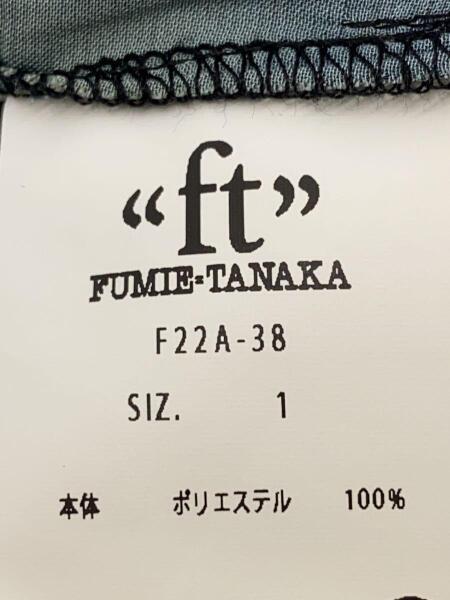 “ft”
FUMIE=TANAKA
F22A-38
SIZ. 1
本体 ポリエステル 100%